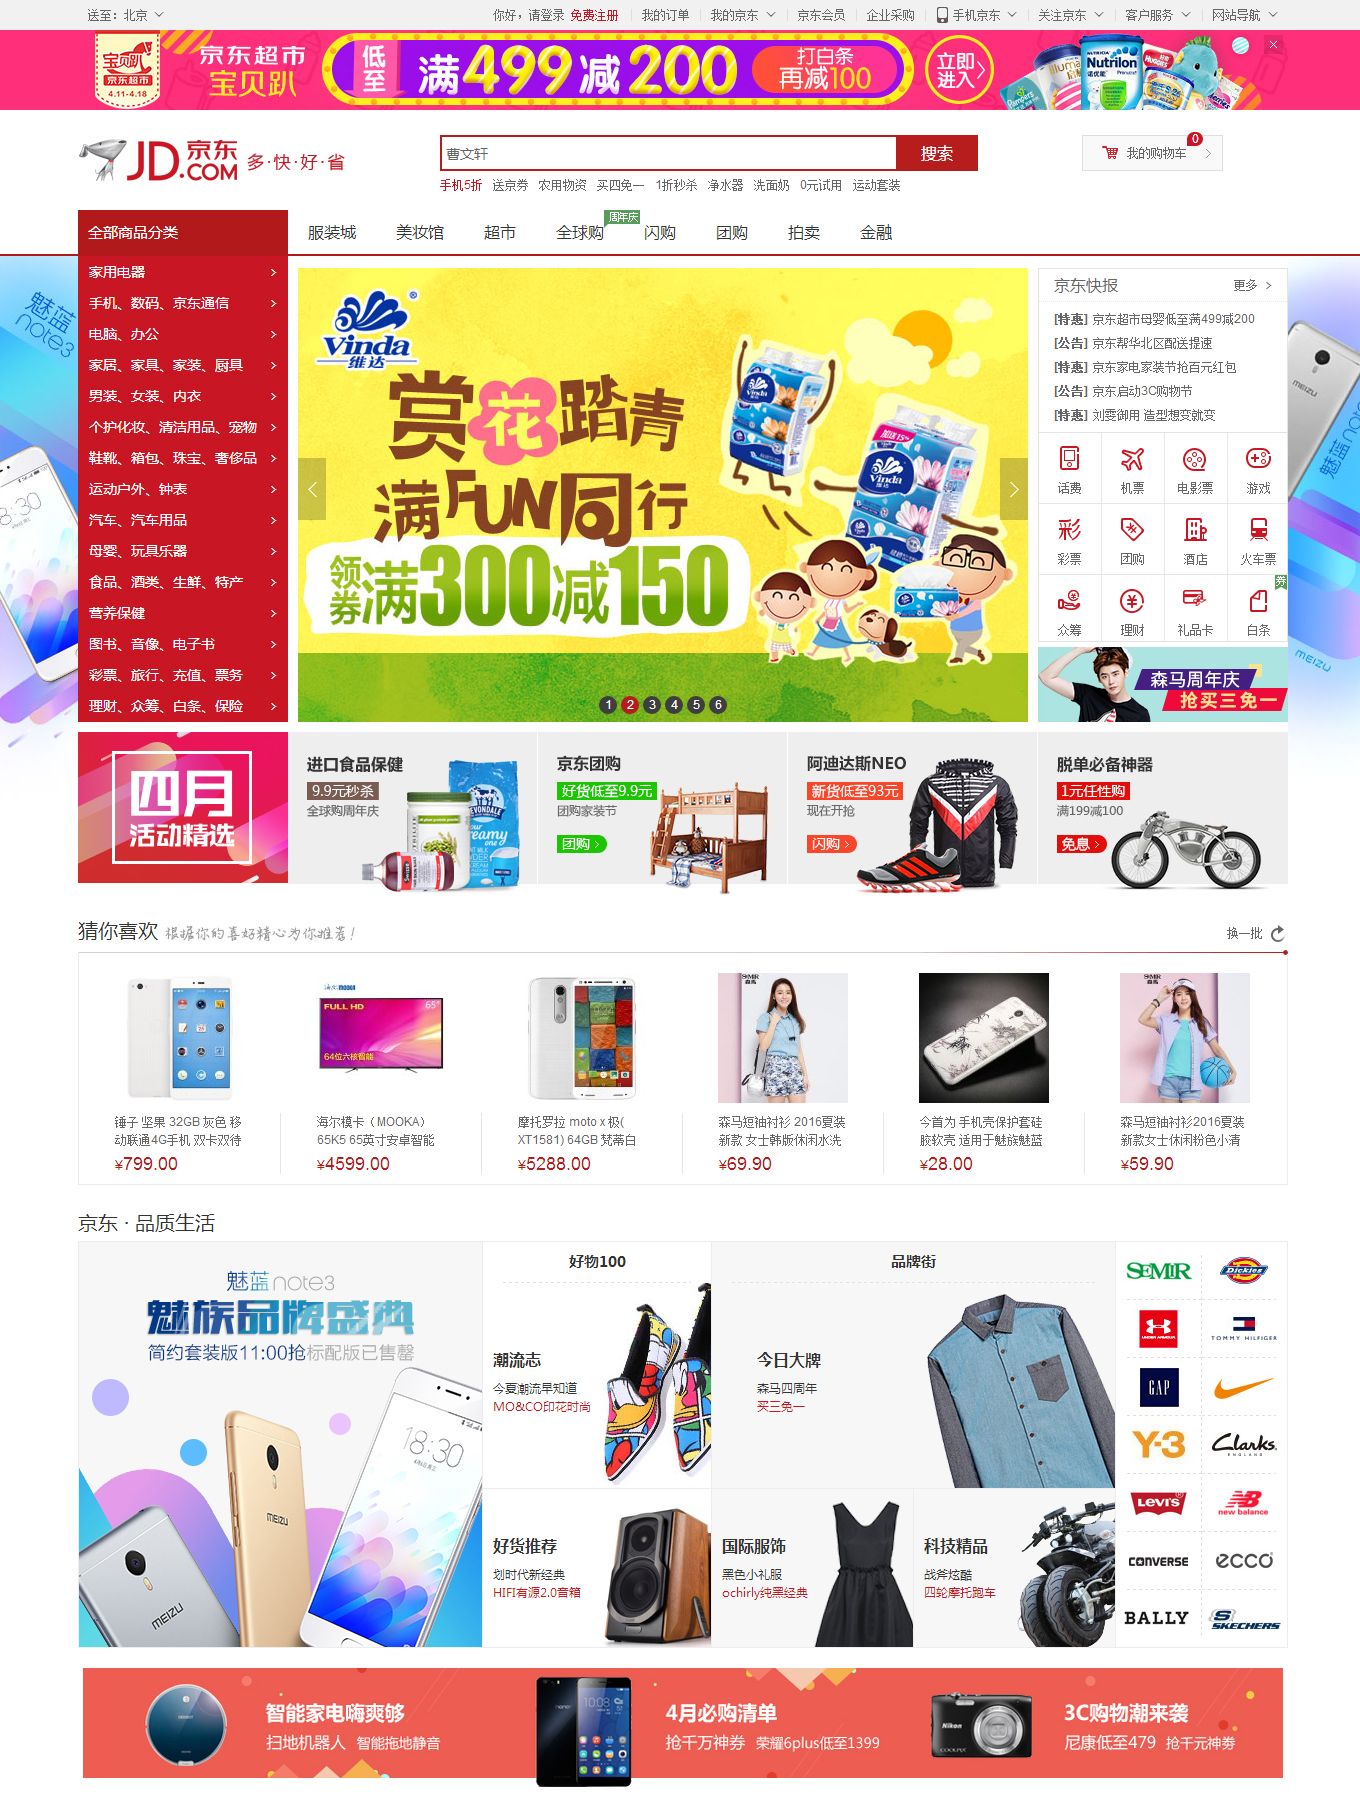 送至：北京
你好，请登录 免费注册 我的订单 我的京东 京东会员 企业采购 手机京东 关注京东 客户服务 网站导航
宝贝趴
京东超市
4.11-4.18
京东超市
宝贝趴
低至 满499减200
打白条
再减100
立即
进入
Nutrilon
诺优能
Pampers
JD.COM 京东 多·快·好·省
曹文轩
搜索
0
我的购物车
手机5折 送京券 农用物资 买四免一 1折秒杀 净水器 洗面奶 0元试用 运动套装
全部商品分类
服装城 美妆馆 超市 全球购 周年庆 闪购 团购 拍卖 金融
家用电器
手机、数码、京东通信
电脑、办公
家居、家具、家装、厨具
男装、女装、内衣
个护化妆、清洁用品、宠物
鞋靴、箱包、珠宝、奢侈品
运动户外、钟表
汽车、汽车用品
母婴、玩具乐器
食品、酒类、生鲜、特产
营养保健
图书、音像、电子书
彩票、旅行、充值、票务
理财、众筹、白条、保险
魅蓝
note3
Vinda
维达
赏花踏青
满FUN同行
领券满300减150
1 2 3 4 5 6
京东快报 更多
[特惠] 京东超市母婴低至满499减200
[公告] 京东帮华北区配送提速
[特惠] 京东家电家装节抢百元红包
[公告] 京东启动3C购物节
[特惠] 刘雯御用 造型想变就变
话费 机票 电影票 游戏
彩票 团购 酒店 火车票
券
众筹 理财 礼品卡 白条
MEIZU
魅蓝
MEIZU
森马周年庆
抢买三免一
四月
活动精选
进口食品保健
9.9元秒杀
全球购周年庆
京东团购
好货低至9.9元
团购家装节
团购
阿迪达斯NEO
新货低至93元
现在开抢
闪购
脱单必备神器
1元任性购
满199减100
免息
猜你喜欢 根据你的喜好精心为你推荐！
换一批
MOOKA
FULL HD 65"
64位六核智能
锤子 坚果 32GB 灰色 移
动联通4G手机 双卡双待
¥799.00
海尔模卡（MOOKA）
65K5 65英寸安卓智能
¥4599.00
摩托罗拉 moto x 极(
XT1581) 64GB 梵蒂白
¥5288.00
森马短袖衬衫 2016夏装
新款 女士韩版休闲水洗
¥69.90
今首为 手机壳保护套硅
胶软壳 适用于魅族魅蓝
¥28.00
森马短袖衬衫2016夏装
新款女士休闲粉色小清
¥59.90
京东 · 品质生活
魅蓝note3
魅族品牌盛典
简约套装版11:00抢标配版已售罄
18:30
MEIZU
MEIZU
好物100
潮流志
今夏潮流早知道
MO&CO印花时尚
品牌街
今日大牌
森马四周年
买三免一
好货推荐
划时代新经典
HIFI有源2.0音箱
国际服饰
黑色小礼服
ochirly纯黑经典
科技精品
战斧炫酷
四轮摩托跑车
SEMIR Dickies
UNDER ARMOUR TOMMY HILFIGER
GAP
Y-3 Clarks ENGLAND
LEVI'S new balance
CONVERSE ecco
BALLY SKECHERS
智能家电嗨爽够
扫地机器人 智能拖地静音
4月必购清单
抢千万神券 荣耀6plus低至1399
Nikon
COOLPIX
3C购物潮来袭
尼康低至479 抢千元神券